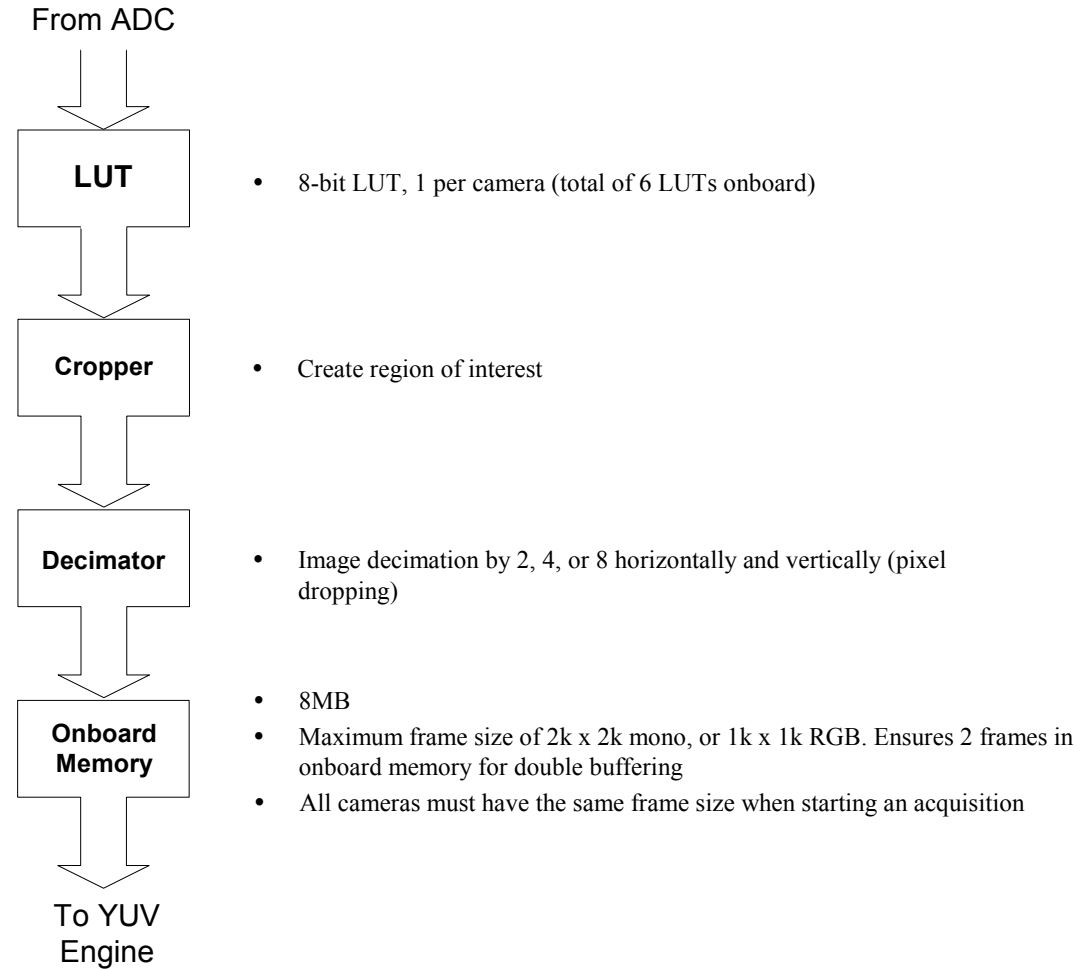 From ADC
LUT
• 8-bit LUT, 1 per camera (total of 6 LUTs onboard)
Cropper
• Create region of interest
Decimator
• Image decimation by 2, 4, or 8 horizontally and vertically (pixel
dropping)
Onboard
Memory
• 8MB
• Maximum frame size of 2k x 2k mono, or 1k x 1k RGB. Ensures 2 frames in
onboard memory for double buffering
• All cameras must have the same frame size when starting an acquisition
To YUV
Engine